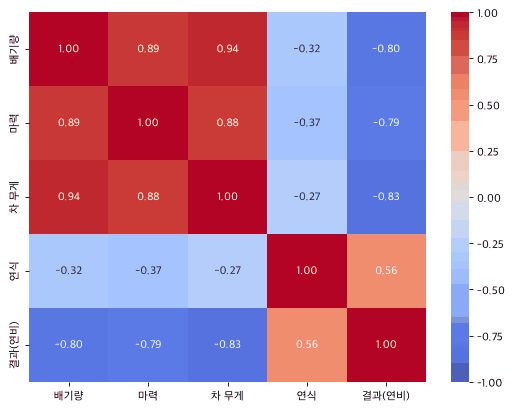 배기량 1.00 0.89 0.94 -0.32 -0.80
마력 0.89 1.00 0.88 -0.37 -0.79
차 무게 0.94 0.88 1.00 -0.27 -0.83
연식 -0.32 -0.37 -0.27 1.00 0.56
결과(연비) -0.80 -0.79 -0.83 0.56 1.00
배기량 마력 차 무게 연식 결과(연비)
1.00
0.75
0.50
0.25
0.00
-0.25
-0.50
-0.75
-1.00